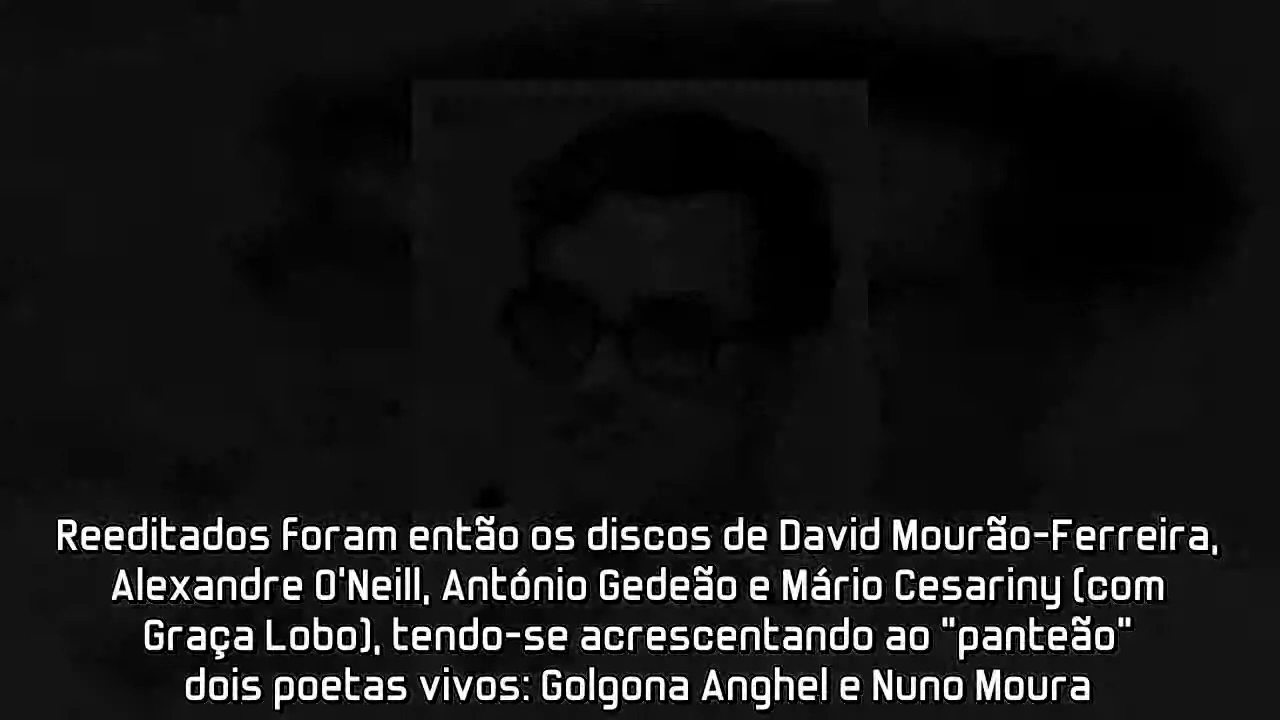 Reeditados foram então os discos de David Mourão-Ferreira,
Alexandre O'Neill, António Gedeão e Mário Cesariny (com
Graça Lobo), tendo-se acrescentando ao "panteão"
dois poetas vivos: Golgona Anghel e Nuno Moura